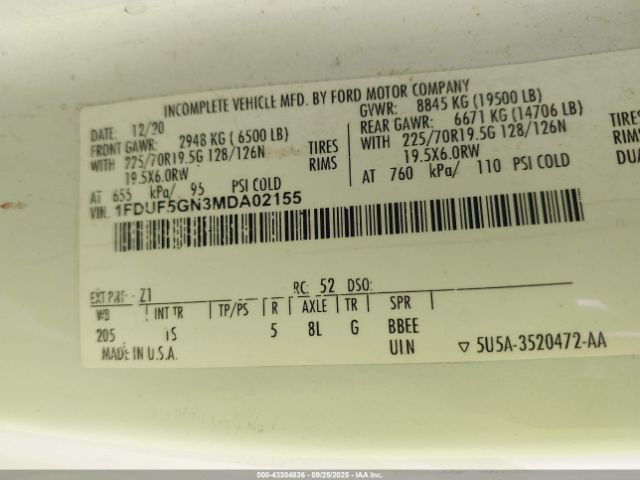 INCOMPLETE VEHICLE MFD. BY FORD MOTOR COMPANY
DATE: 12/20 GVWR: 8845 KG (19500 LB)
FRONT GAWR: 2948 KG ( 6500 LB) REAR GAWR: 6671 KG (14706 LB)
WITH 225/70R19.5G 128/126N TIRES WITH 225/70R19.5G 128/126N TIRES
19.5X6.0RW RIMS 19.5X6.0RW RIMS
AT 655 kPa/ 95 PSI COLD AT 760 kPa/ 110 PSI COLD DUA
VIN: 1FDUF5GN3MDA02155
EXT PNT: Z1 RC: 52 DSO:
WB INT TR TP/PS R AXLE TR SPR
205 5 8L G BBEE
MADE IN U.S.A. UIN ▽ 5U5A-3520472-AA
000-43304636 - 09/25/2025 - IAAI, Inc.